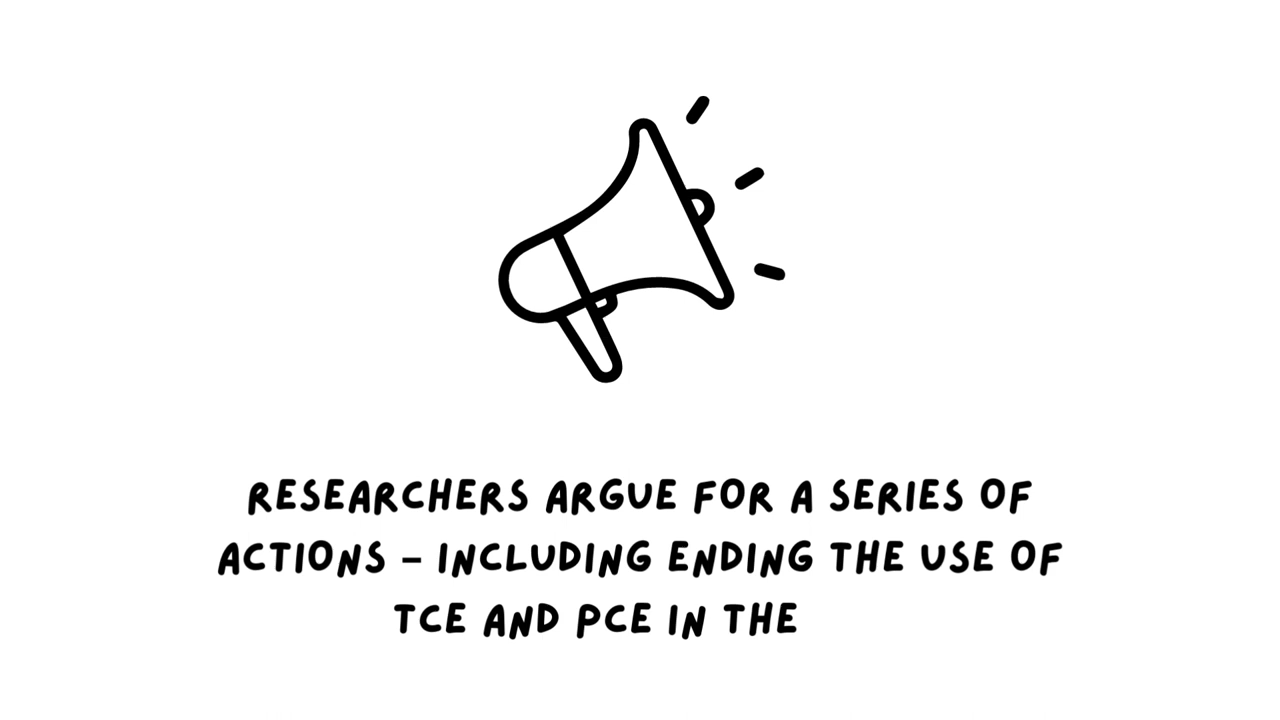 RESEARCHERS ARGUE FOR A SERIES OF
ACTIONS – INCLUDING ENDING THE USE OF
TCE AND PCE IN THE